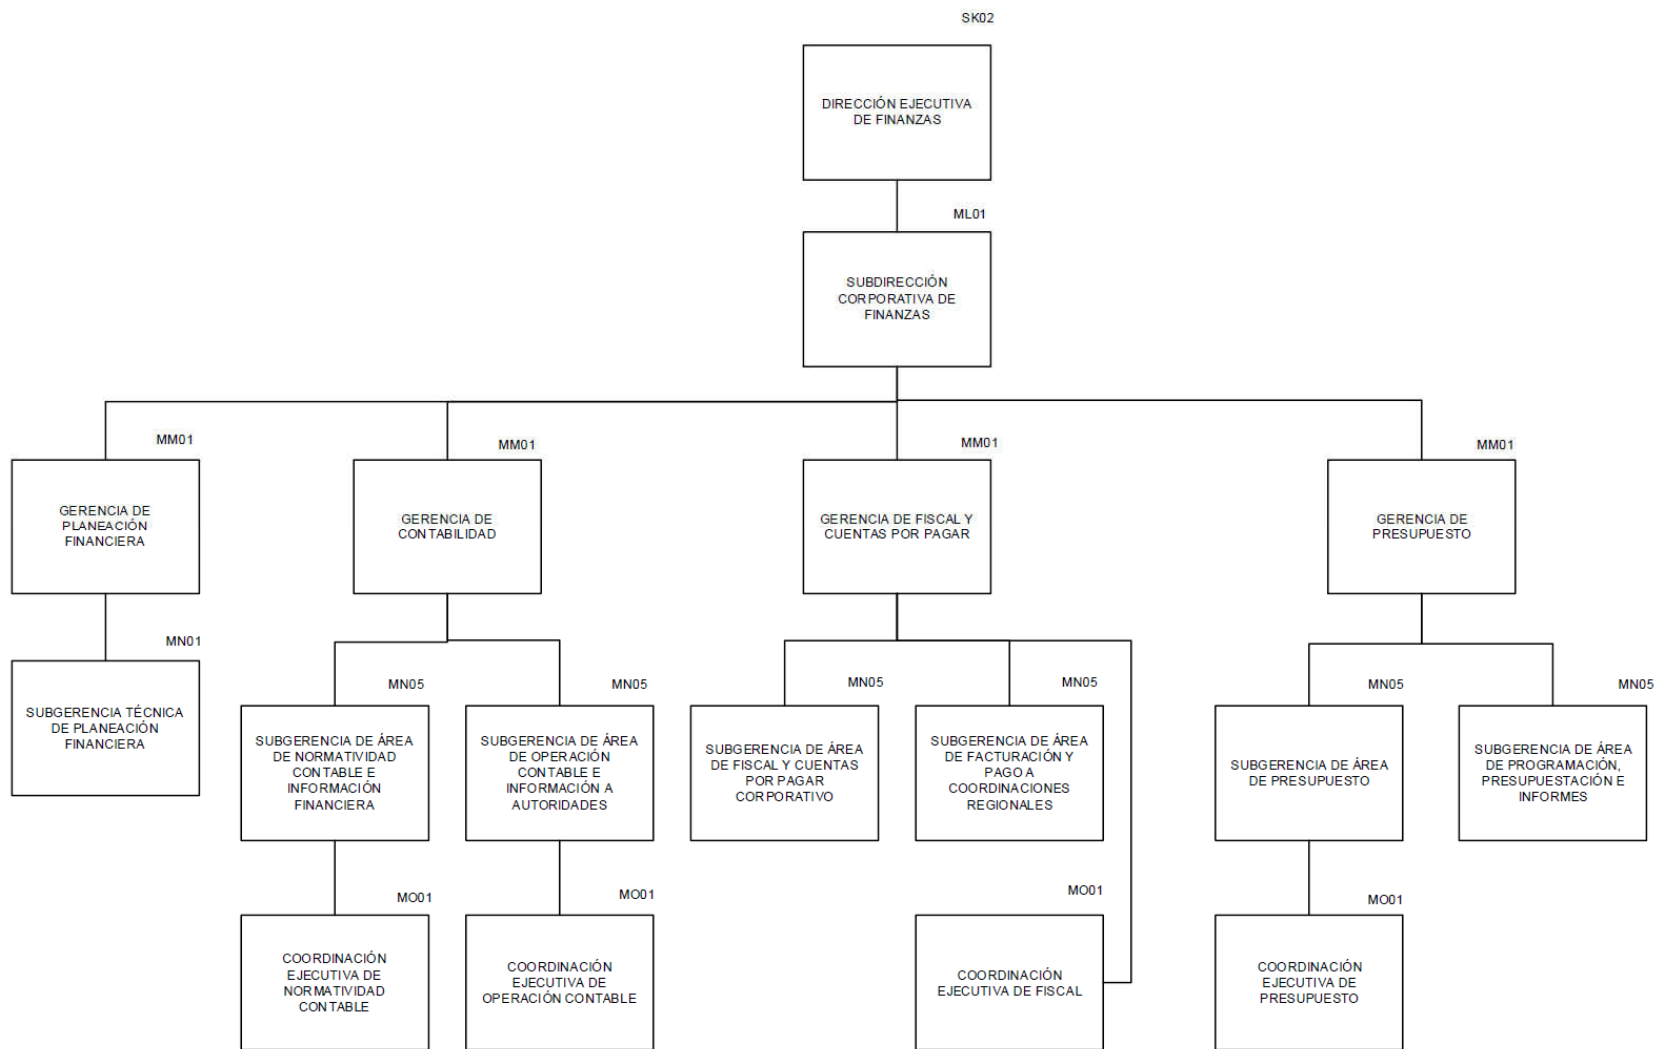 SK02
DIRECCIÓN EJECUTIVA
DE FINANZAS
ML01
SUBDIRECCIÓN
CORPORATIVA DE
FINANZAS
MM01
GERENCIA DE
PLANEACIÓN
FINANCIERA
MM01
GERENCIA DE
CONTABILIDAD
MM01
GERENCIA DE FISCAL Y
CUENTAS POR PAGAR
MM01
GERENCIA DE
PRESUPUESTO
MN01
SUBGERENCIA TÉCNICA
DE PLANEACIÓN
FINANCIERA
MN05
SUBGERENCIA DE ÁREA
DE NORMATIVIDAD
CONTABLE E
INFORMACIÓN
FINANCIERA
MN05
SUBGERENCIA DE ÁREA
DE OPERACIÓN
CONTABLE E
INFORMACIÓN A
AUTORIDADES
MN05
SUBGERENCIA DE ÁREA
DE FISCAL Y CUENTAS
POR PAGAR
CORPORATIVO
MN05
SUBGERENCIA DE ÁREA
DE FACTURACIÓN Y
PAGO A
COORDINACIONES
REGIONALES
MN05
SUBGERENCIA DE ÁREA
DE PRESUPUESTO
MN05
SUBGERENCIA DE ÁREA
DE PROGRAMACIÓN,
PRESUPUESTACIÓN E
INFORMES
MO01
COORDINACIÓN
EJECUTIVA DE
NORMATIVIDAD
CONTABLE
MO01
COORDINACIÓN
EJECUTIVA DE
OPERACIÓN CONTABLE
MO01
COORDINACIÓN
EJECUTIVA DE FISCAL
MO01
COORDINACIÓN
EJECUTIVA DE
PRESUPUESTO